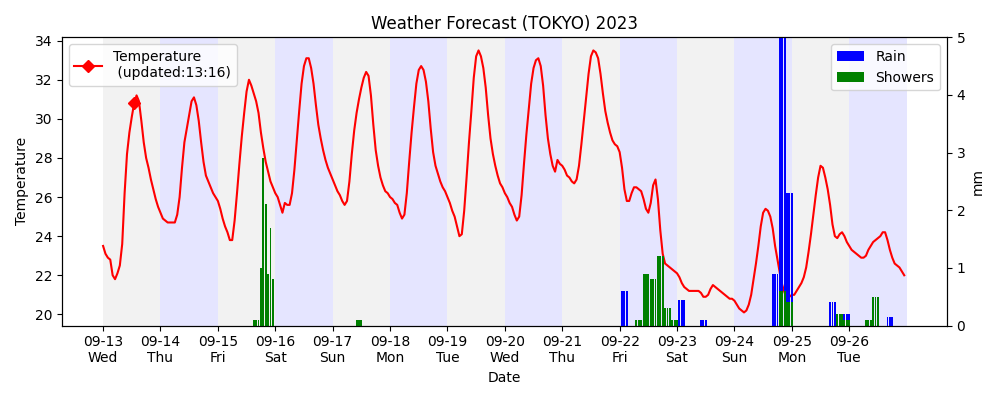 Weather Forecast (TOKYO) 2023
Temperature
(updated:13:16)
Rain
Showers
34
32
30
28
26
24
22
20
Temperature
5
4
3
2
1
0
mm
09-13 09-14 09-15 09-16 09-17 09-18 09-19 09-20 09-21 09-22 09-23 09-24 09-25 09-26
Wed Thu Fri Sat Sun Mon Tue Wed Thu Fri Sat Sun Mon Tue
Date